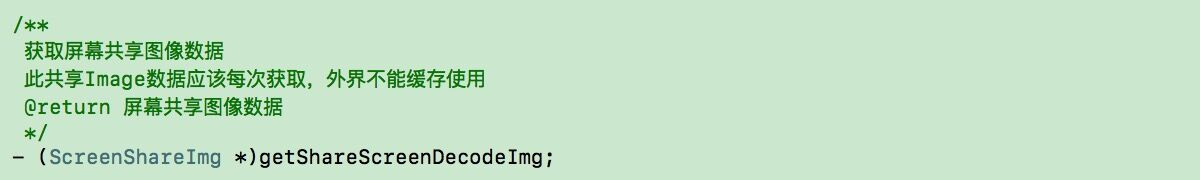 /**
获取屏幕共享图像数据
此共享Image数据应该每次获取，外界不能缓存使用
@return 屏幕共享图像数据
*/
- (ScreenShareImg *)getShareScreenDecodeImg;